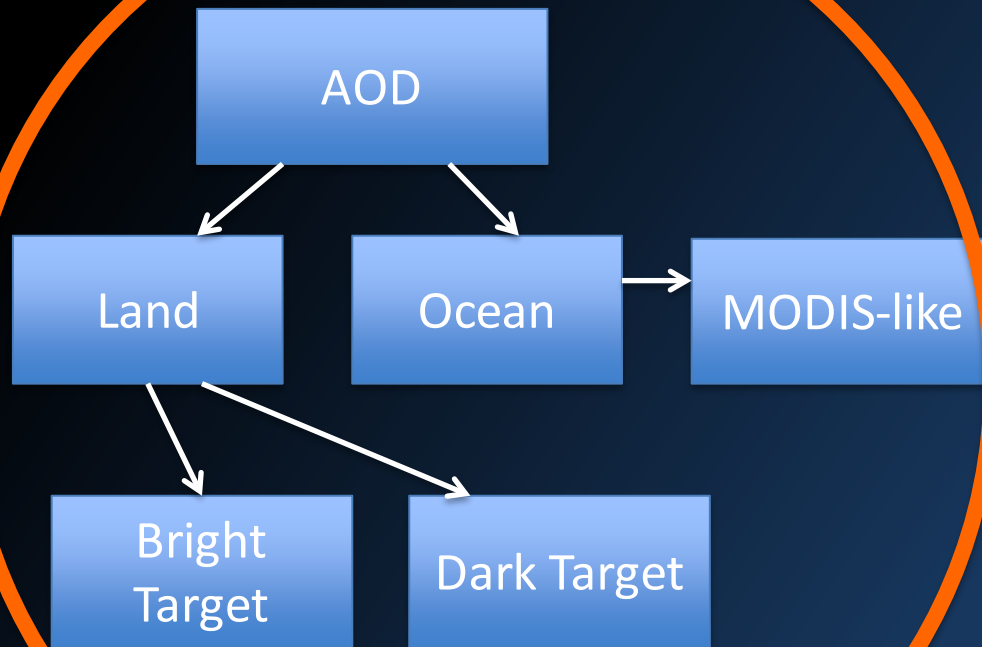 AOD
Land
Ocean
MODIS-like
Bright
Target
Dark Target